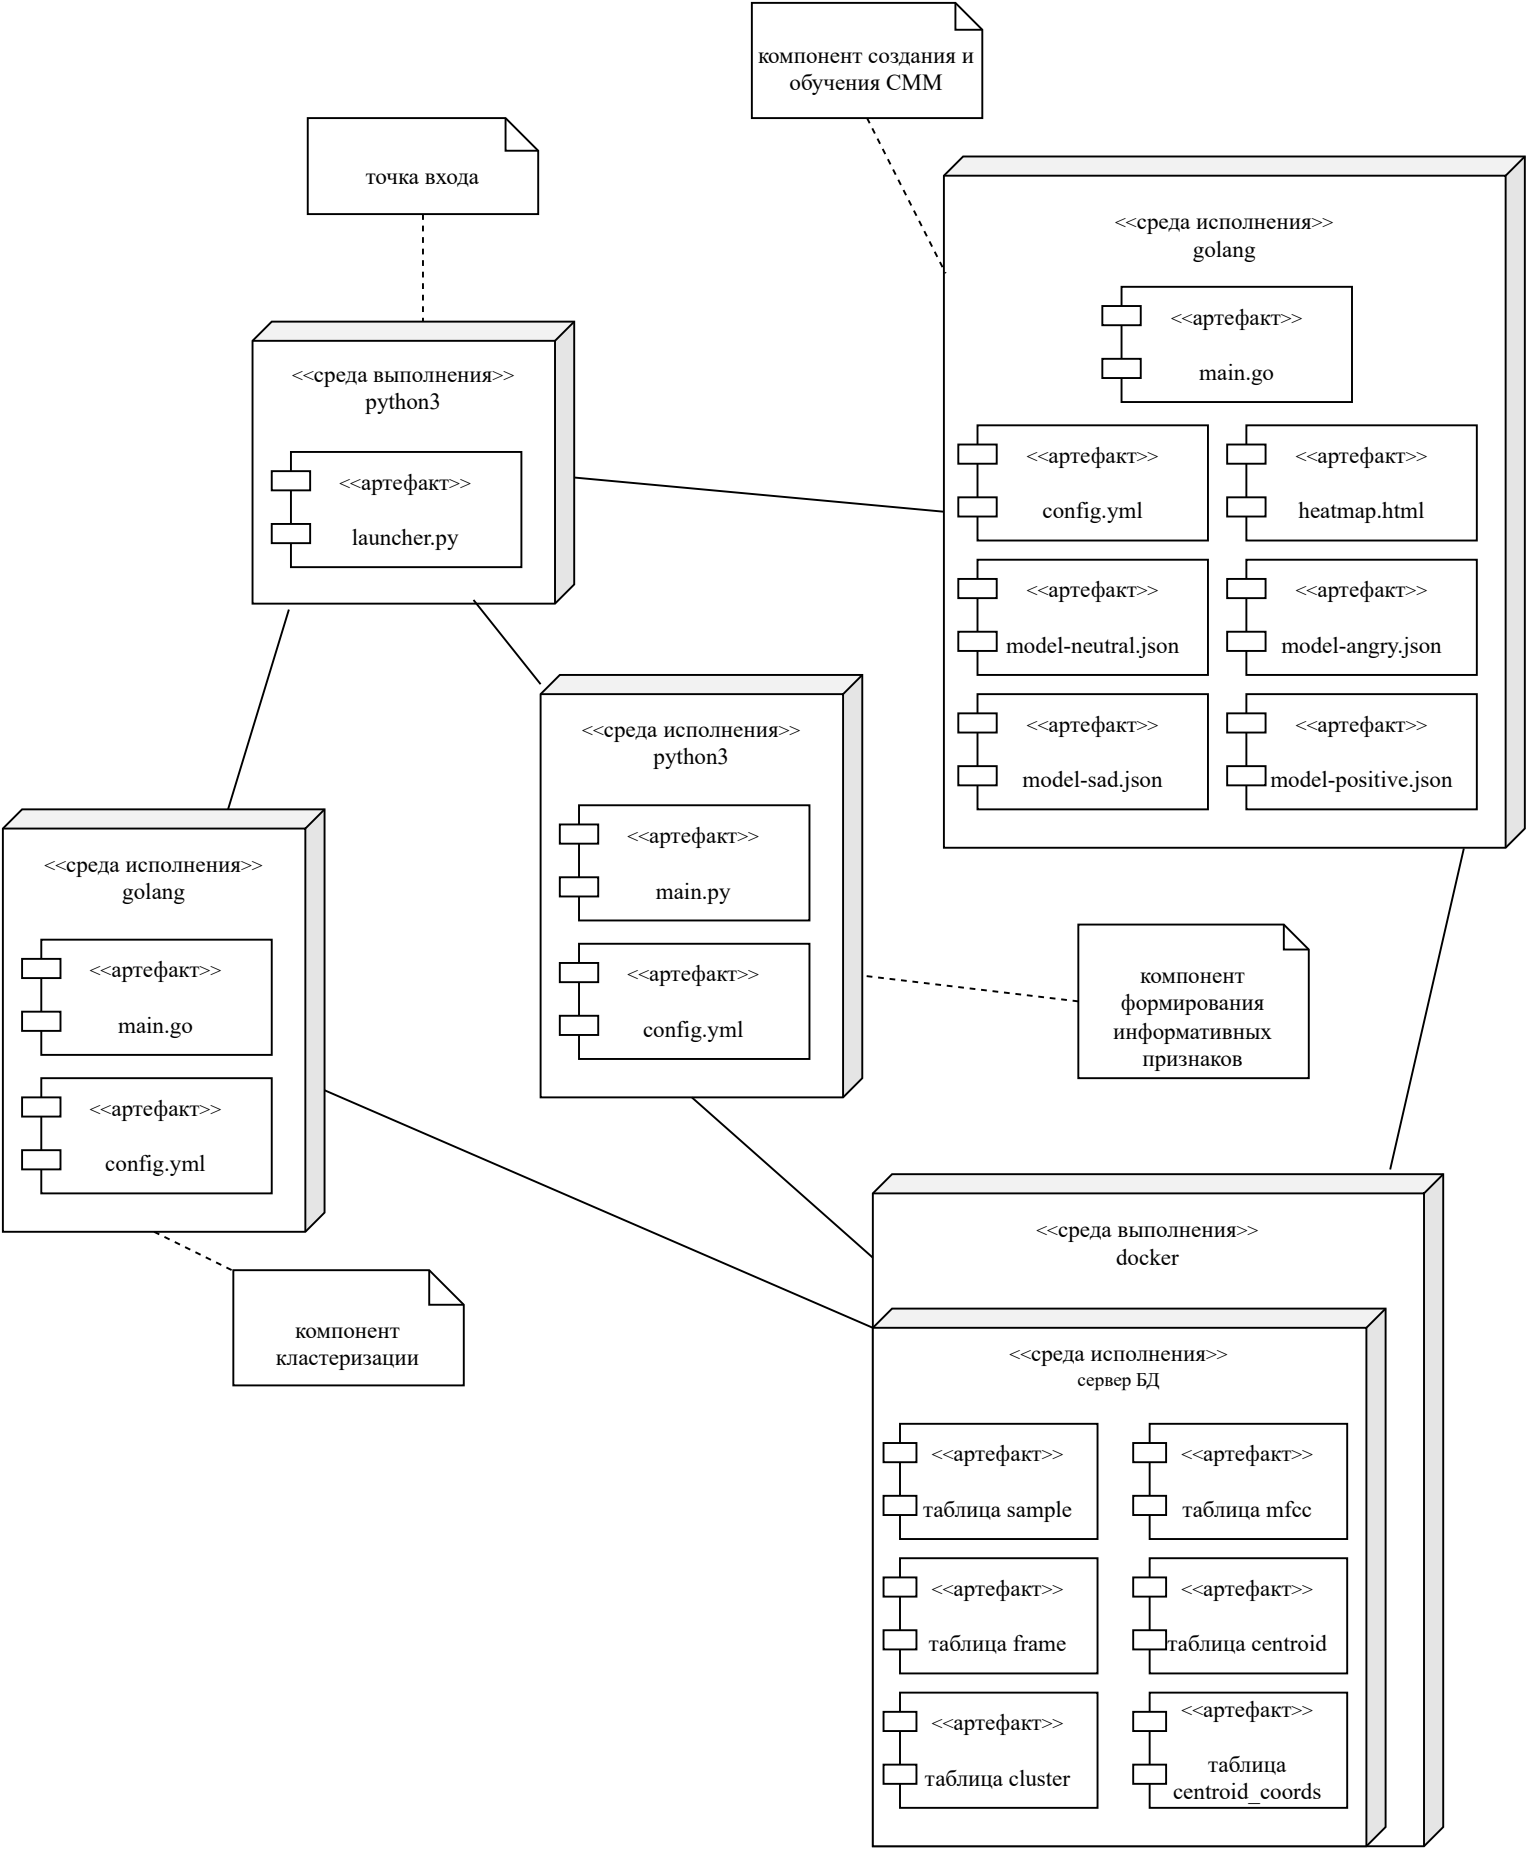 компонент создания и
обучения СММ
точка входа
<<среда исполнения>>
golang
<<артефакт>>
main.go
<<артефакт>>
config.yml
<<артефакт>>
heatmap.html
<<артефакт>>
model-neutral.json
<<артефакт>>
model-angry.json
<<артефакт>>
model-sad.json
<<артефакт>>
model-positive.json
<<среда выполнения>>
python3
<<артефакт>>
launcher.py
<<среда исполнения>>
python3
<<артефакт>>
main.py
<<артефакт>>
config.yml
<<среда исполнения>>
golang
<<артефакт>>
main.go
<<артефакт>>
config.yml
компонент
формирования
информативных
признаков
компонент
кластеризации
<<среда выполнения>>
docker
<<среда исполнения>>
сервер БД
<<артефакт>>
таблица sample
<<артефакт>>
таблица mfcc
<<артефакт>>
таблица frame
<<артефакт>>
таблица centroid
<<артефакт>>
таблица cluster
<<артефакт>>
таблица
centroid_coords